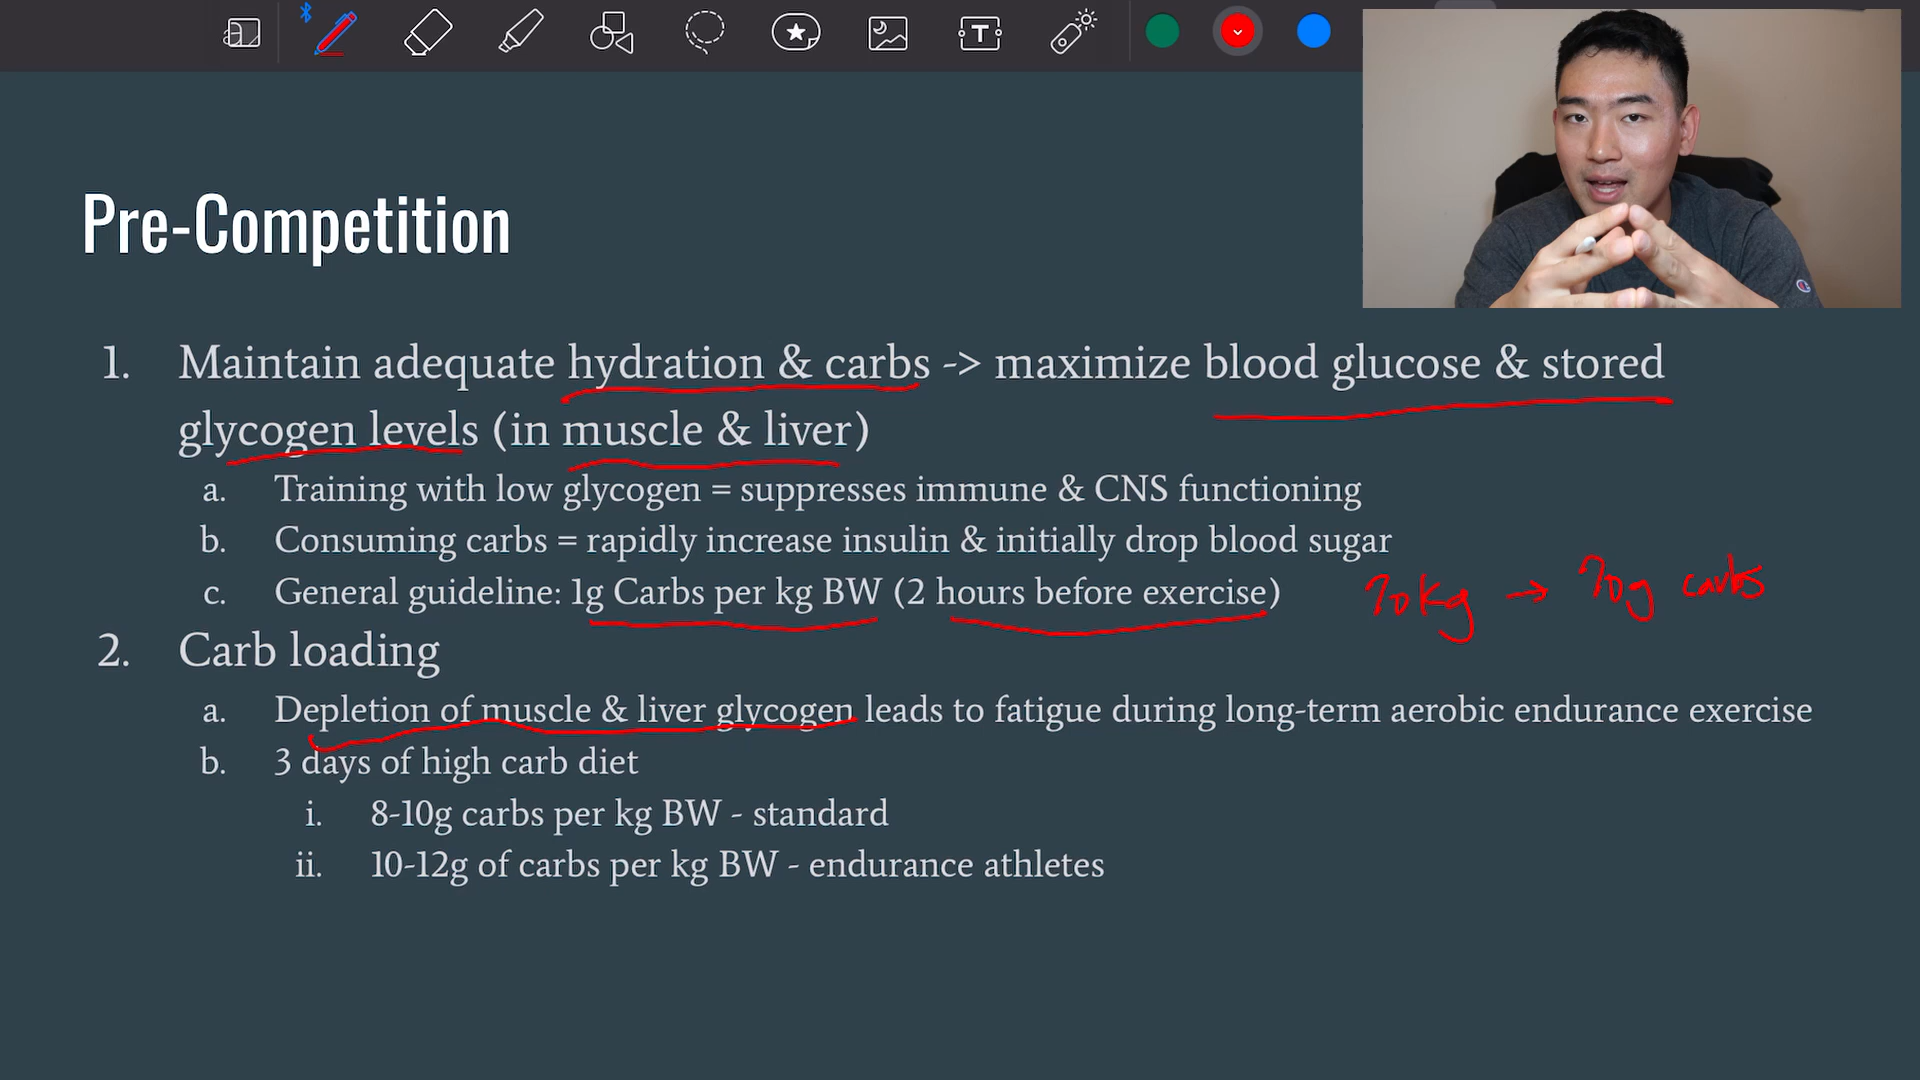 Pre-Competition
1. Maintain adequate hydration & carbs -> maximize blood glucose & stored
glycogen levels (in muscle & liver)
a. Training with low glycogen = suppresses immune & CNS functioning
b. Consuming carbs = rapidly increase insulin & initially drop blood sugar
c. General guideline: 1g Carbs per kg BW (2 hours before exercise)
70kg → 70g carbs
2. Carb loading
a. Depletion of muscle & liver glycogen leads to fatigue during long-term aerobic endurance exercise
b. 3 days of high carb diet
i. 8-10g carbs per kg BW - standard
ii. 10-12g of carbs per kg BW - endurance athletes